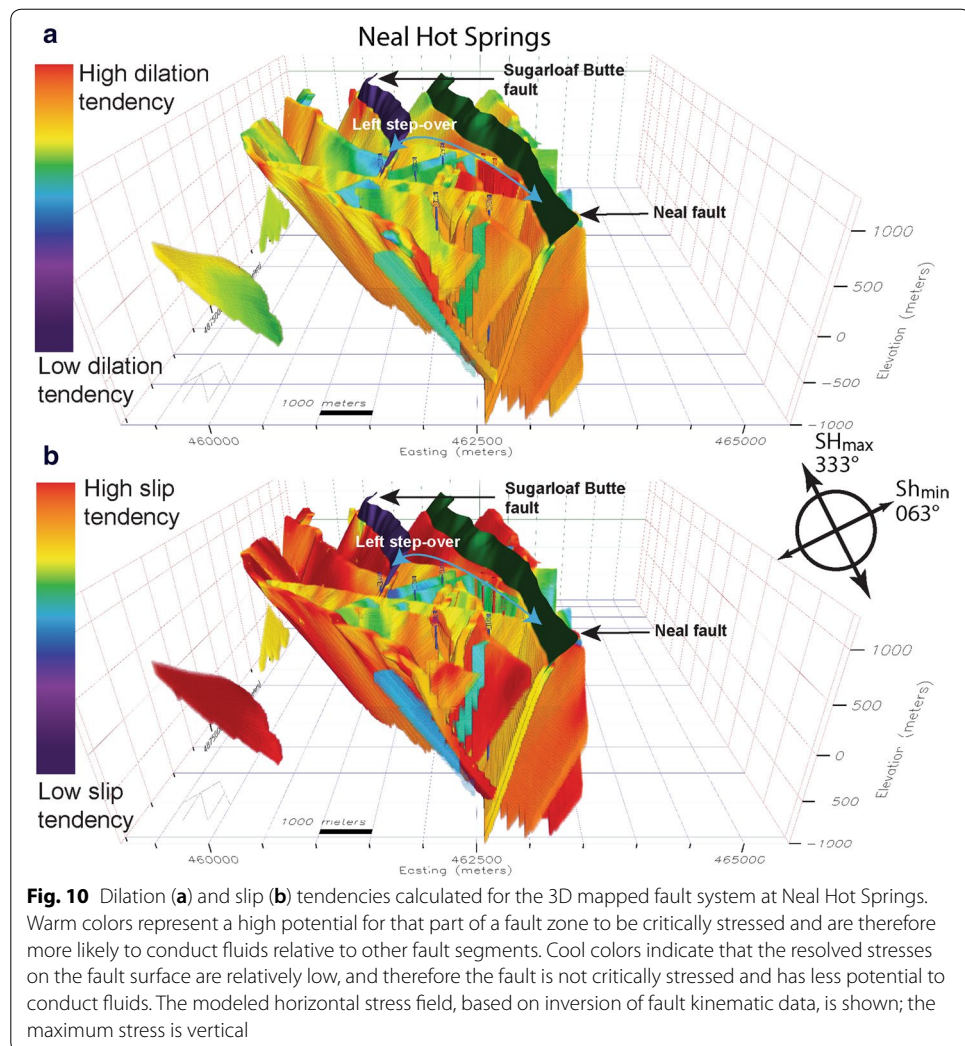 a
Neal Hot Springs
High dilation
tendency
Low dilation
tendency
Sugarloaf Butte
fault
Left step-over
Neal fault
1000
500
0
-500
-1000
Elevation (meters)
1000 meters
460000
462500
465000
Easting (meters)
b
High slip
tendency
Low slip
tendency
Sugarloaf Butte
fault
Left step-over
Neal fault
SHmax
333°
Shmin
063°
1000
500
0
500
-1000
Elevation (meters)
1000 meters
460000
462500
465000
Easting (meters)
Fig. 10 Dilation (a) and slip (b) tendencies calculated for the 3D mapped fault system at Neal Hot Springs.
Warm colors represent a high potential for that part of a fault zone to be critically stressed and are therefore
more likely to conduct fluids relative to other fault segments. Cool colors indicate that the resolved stresses
on the fault surface are relatively low, and therefore the fault is not critically stressed and has less potential to
conduct fluids. The modeled horizontal stress field, based on inversion of fault kinematic data, is shown; the
maximum stress is vertical